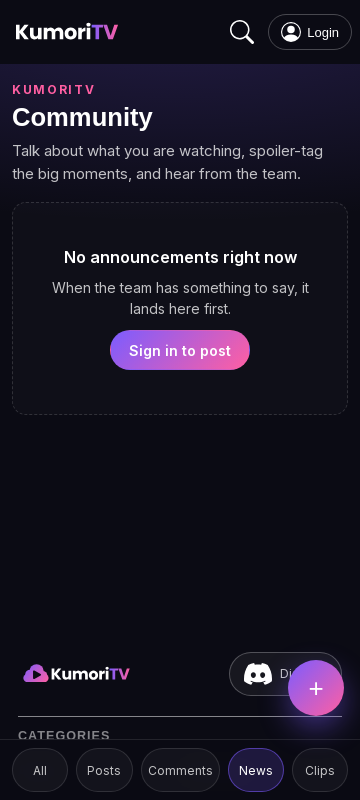 KumoriTV
Login
KUMORITV
Community
Talk about what you are watching, spoiler-tag
the big moments, and hear from the team.
No announcements right now
When the team has something to say, it
lands here first.
Sign in to post
KumoriTV
+
CATEGORIES
All
Posts
Comments
News
Clips